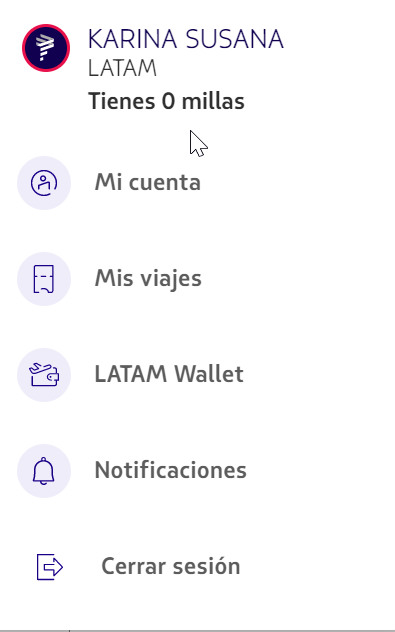 KARINA SUSANA
LATAM
Tienes 0 millas
Mi cuenta
Mis viajes
LATAM Wallet
Notificaciones
Cerrar sesión